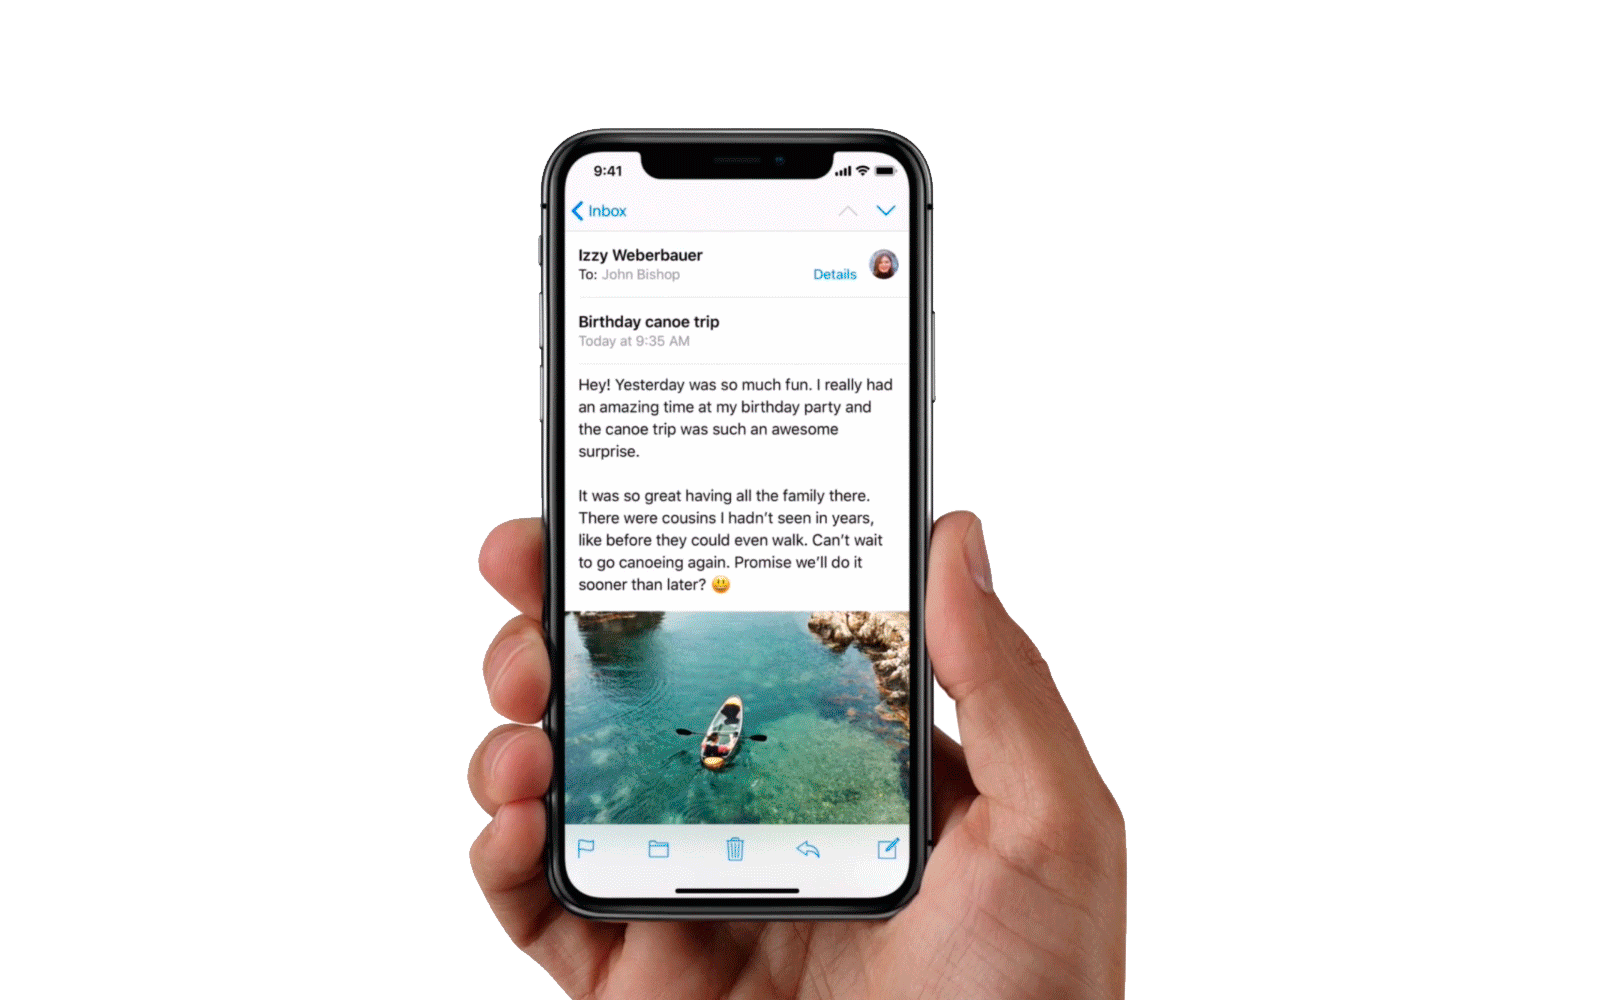 9:41
Inbox
Izzy Weberbauer
To: John Bishop
Details
Birthday canoe trip
Today at 9:35 AM
Hey! Yesterday was so much fun. I really had
an amazing time at my birthday party and
the canoe trip was such an awesome
surprise.
It was so great having all the family there.
There were cousins I hadn't seen in years,
like before they could even walk. Can't wait
to go canoeing again. Promise we'll do it
sooner than later? 😃